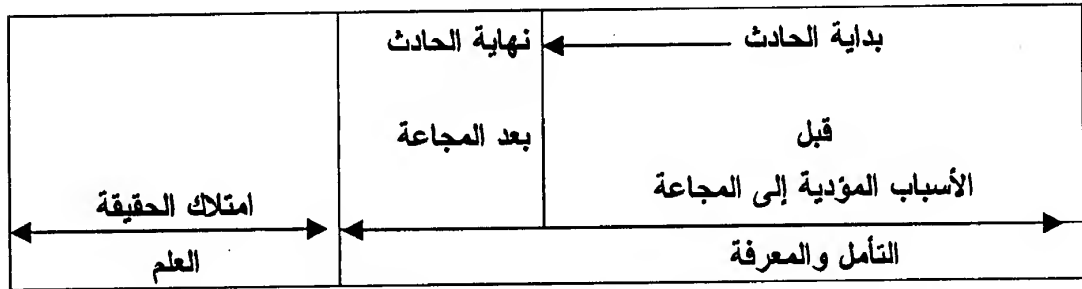 بداية الحادث
نهاية الحادث
قبل
بعد المجاعة
الأسباب المؤدية إلى المجاعة
امتلاك الحقيقة
التأمل والمعرفة
العلم